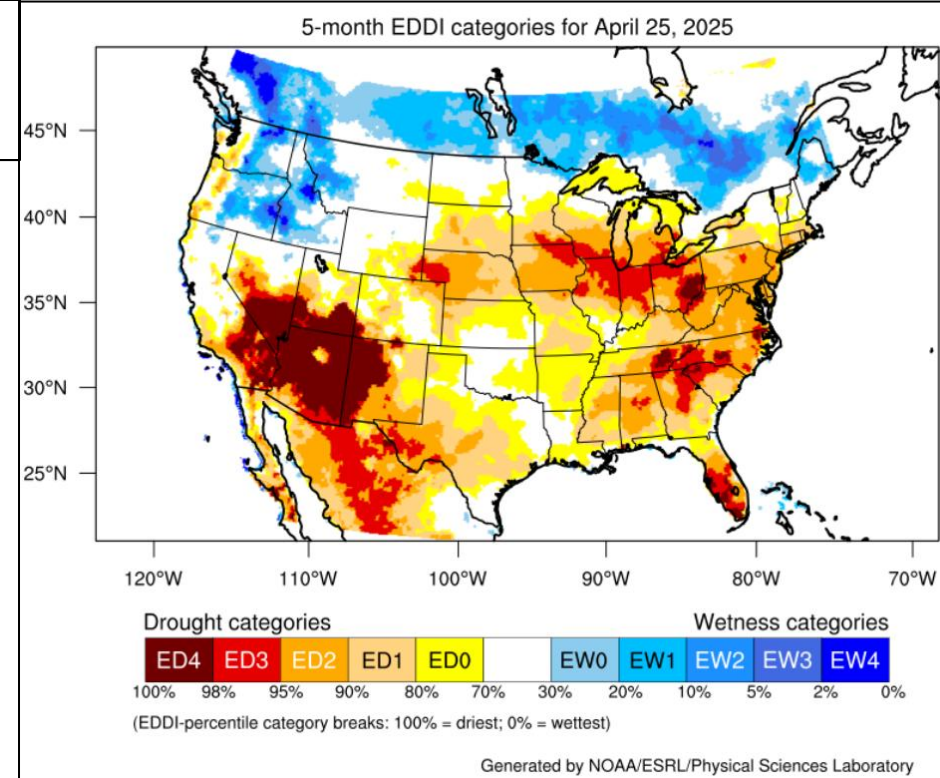 5-month EDDI categories for April 25, 2025
45°N
40°N
35°N
30°N
25°N
120°W 110°W 100°W 90°W 80°W 70°W
Drought categories Wetness categories
ED4 ED3 ED2 ED1 ED0 EW0 EW1 EW2 EW3 EW4
100% 98% 95% 90% 80% 70% 30% 20% 10% 5% 2% 0%
(EDDI-percentile category breaks: 100% = driest; 0% = wettest)
Generated by NOAA/ESRL/Physical Sciences Laboratory